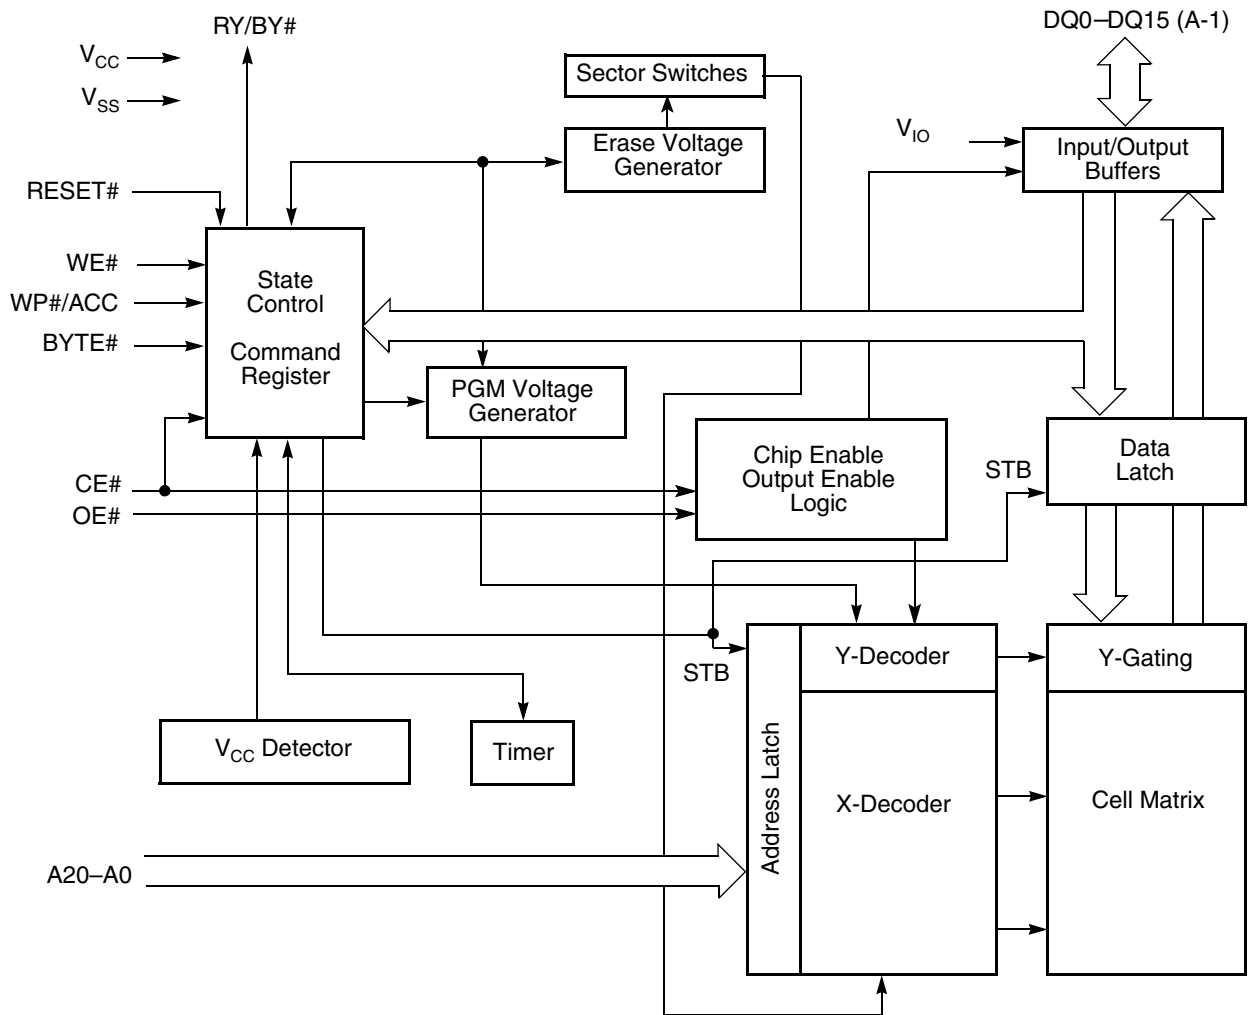 RY/BY#
DQ0–DQ15 (A-1)
VCC
VSS
Sector Switches
Erase Voltage
Generator
VIO
Input/Output
Buffers
RESET#
WE#
WP#/ACC
BYTE#
State
Control
Command
Register
PGM Voltage
Generator
CE#
OE#
Chip Enable
Output Enable
Logic
STB
Data
Latch
STB
Y-Decoder
Y-Gating
VCC Detector
Timer
Address Latch
X-Decoder
Cell Matrix
A20–A0